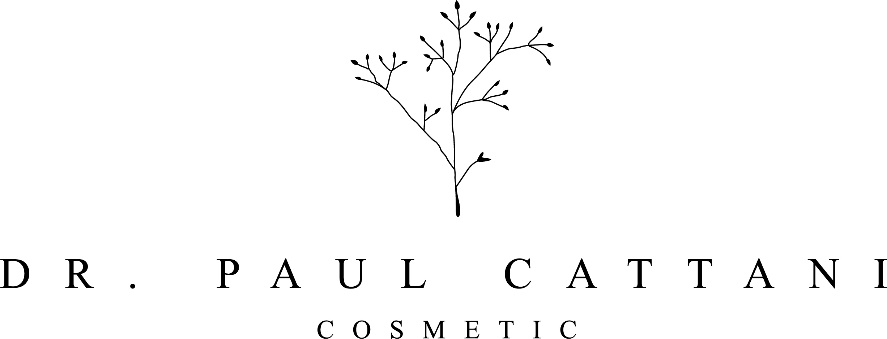 DR. PAUL CATTANI
COSMETIC